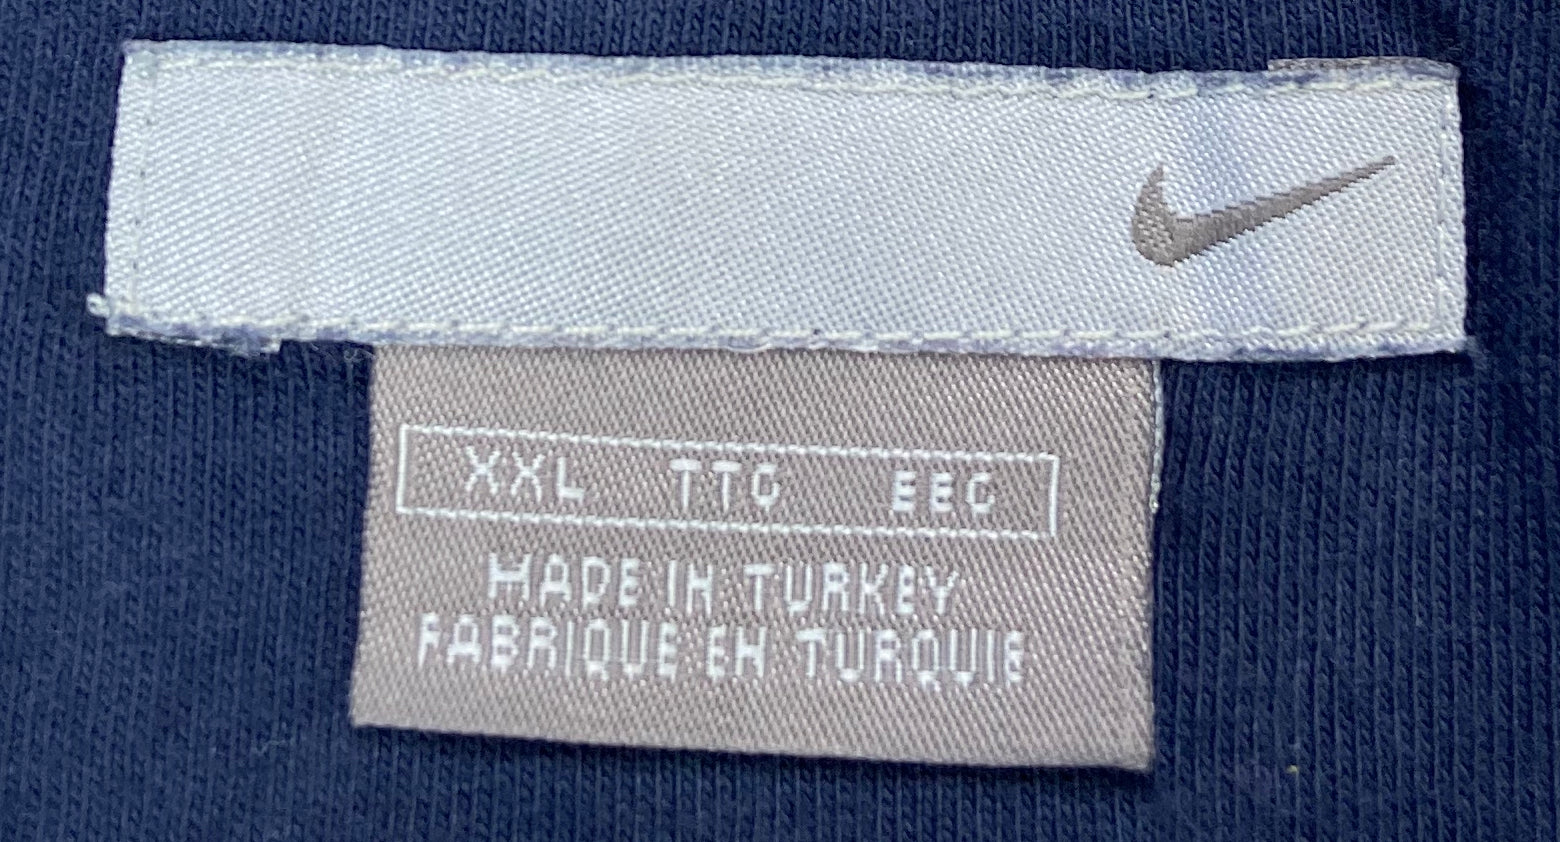 XXL TTG EEG
MADE IN TURKEY
FABRIQUE EN TURQUIE